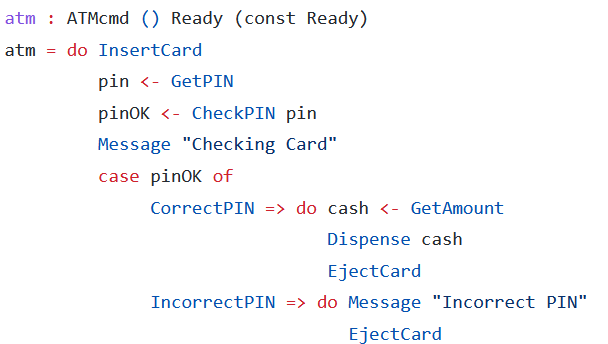 atm : ATMcmd () Ready (const Ready)
atm = do InsertCard
         pin <- GetPIN
         pinOK <- CheckPIN pin
         Message "Checking Card"
         case pinOK of
              CorrectPIN => do cash <- GetAmount
                               Dispense cash
                               EjectCard
              IncorrectPIN => do Message "Incorrect PIN"
                                 EjectCard